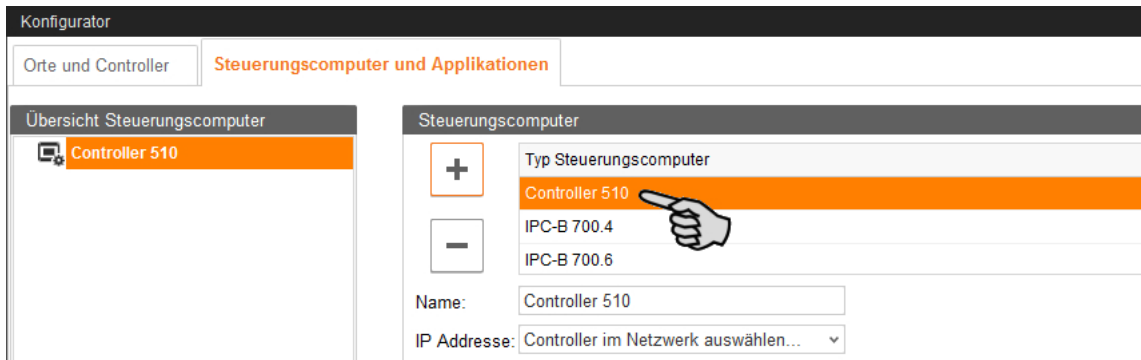 Konfigurator
Orte und Controller
Steuerungscomputer und Applikationen
Übersicht Steuerungscomputer
Controller 510
Steuerungscomputer
Typ Steuerungscomputer
Controller 510
IPC-B 700.4
IPC-B 700.6
Name: Controller 510
IP Addresse: Controller im Netzwerk auswählen...